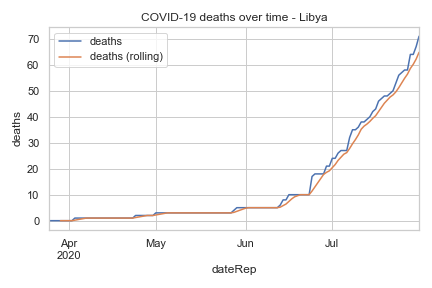 COVID-19 deaths over time - Libya
deaths
deaths (rolling)
70
60
50
40
30
20
10
0
deaths
Apr
2020
May
Jun
Jul
dateRep